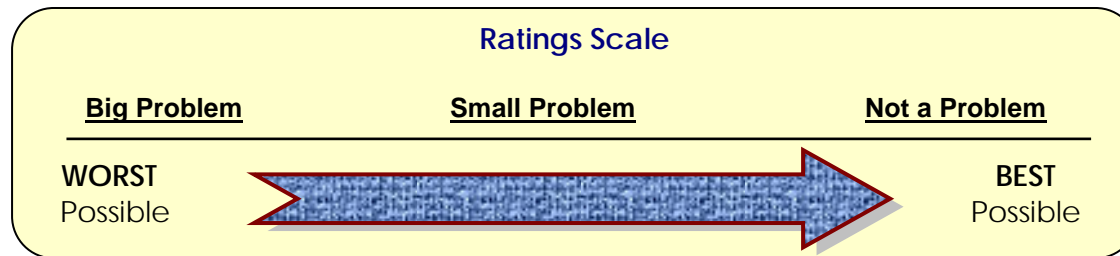 Ratings Scale
Big Problem Small Problem Not a Problem
WORST BEST
Possible Possible